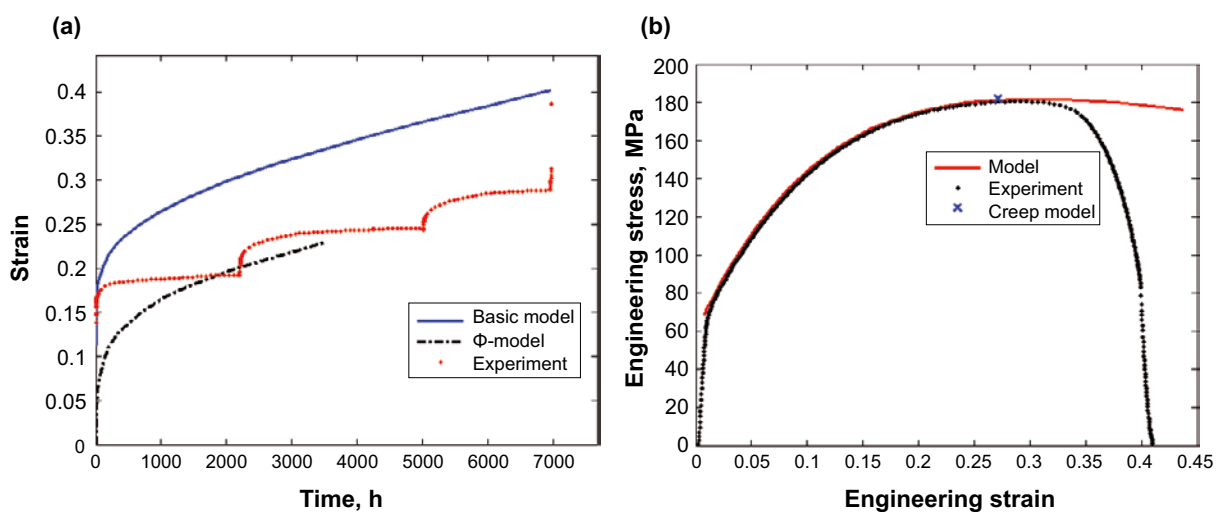 (a)
Strain
0.4
0.35
0.3
0.25
0.2
0.15
0.1
0.05
0
0 1000 2000 3000 4000 5000 6000 7000
Time, h
Basic model
Φ-model
Experiment
(b)
Engineering stress, MPa
200
180
160
140
120
100
80
60
40
20
0
0 0.05 0.1 0.15 0.2 0.25 0.3 0.35 0.4 0.45
Engineering strain
Model
Experiment
Creep model